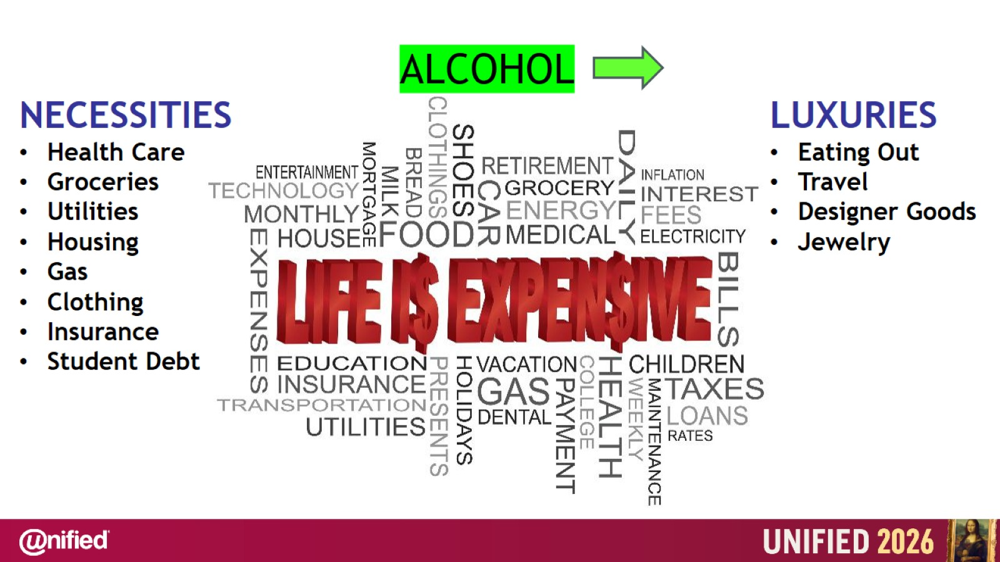 ALCOHOL
NECESSITIES
• Health Care
• Groceries
• Utilities
• Housing
• Gas
• Clothing
• Insurance
• Student Debt
CLOTHINGS
SHOES
MORTGAGE
BREAD
MILK
DAILY
ENTERTAINMENT
TECHNOLOGY
MONTHLY
HOUSE
FOOD
CAR
RETIREMENT
GROCERY
ENERGY
MEDICAL
INFLATION
INTEREST
FEES
ELECTRICITY
EXPENSES
LIFE I$ EXPEN$IVE
BILLS
EDUCATION
INSURANCE
TRANSPORTATION
UTILITIES
PRESENTS
HOLIDAYS
VACATION
GAS
DENTAL
PAYMENT
COLLEGE
HEALTH
CHILDREN
WEEKLY
MAINTENANCE
TAXES
LOANS
RATES
LUXURIES
• Eating Out
• Travel
• Designer Goods
• Jewelry
unified
UNIFIED 2026